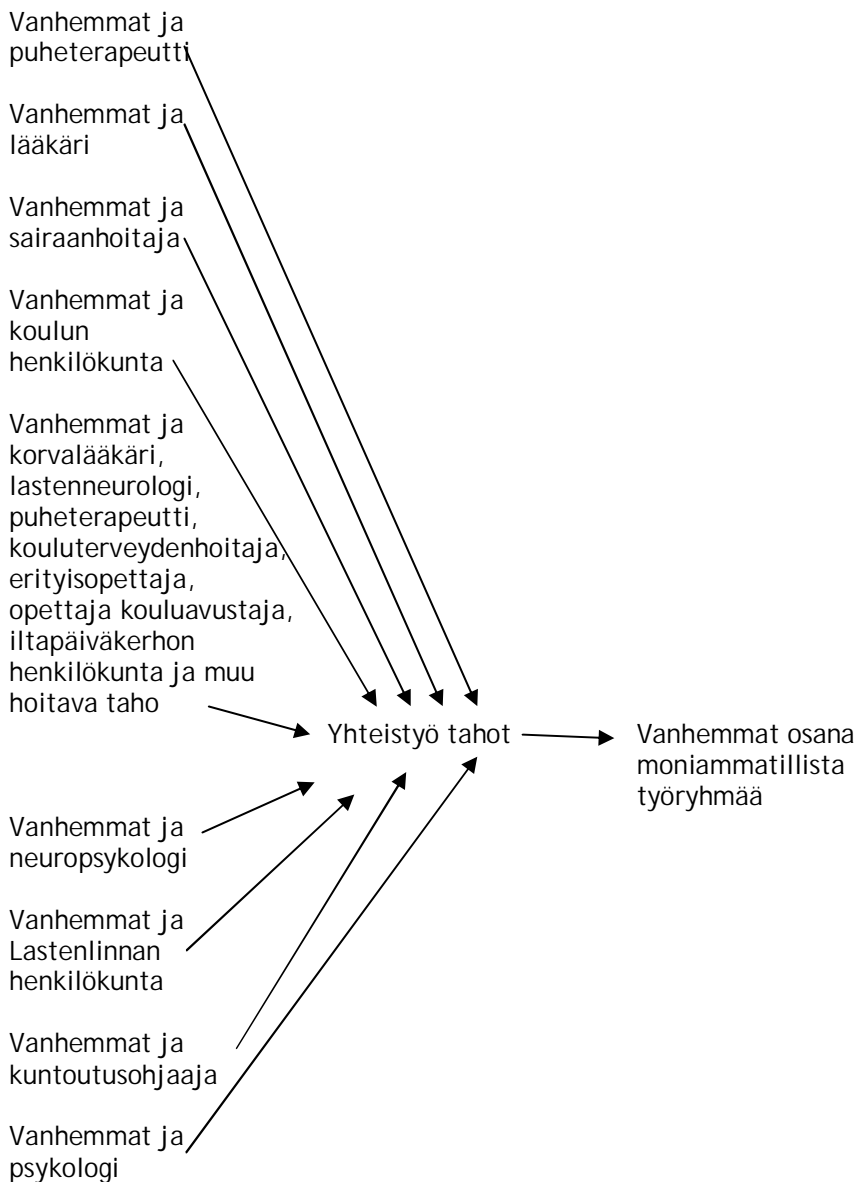 Vanhemmat ja
puheterapeutti
Vanhemmat ja
lääkäri
Vanhemmat ja
sairaanhoitaja
Vanhemmat ja
koulun
henkilökunta
Vanhemmat ja
korvalääkäri,
lastenneurologi,
puheterapeutti,
kouluterveydenhoitaja,
erityisopettaja,
opettaja kouluavustaja,
iltapäiväkerhon
henkilökunta ja muu
hoitava taho
Yhteistyö tahot
Vanhemmat osana
moniammatillista
työryhmää
Vanhemmat ja
neuropsykologi
Vanhemmat ja
Lastenlinnan
henkilökunta
Vanhemmat ja
kuntoutusohjaaja
Vanhemmat ja
psykologi